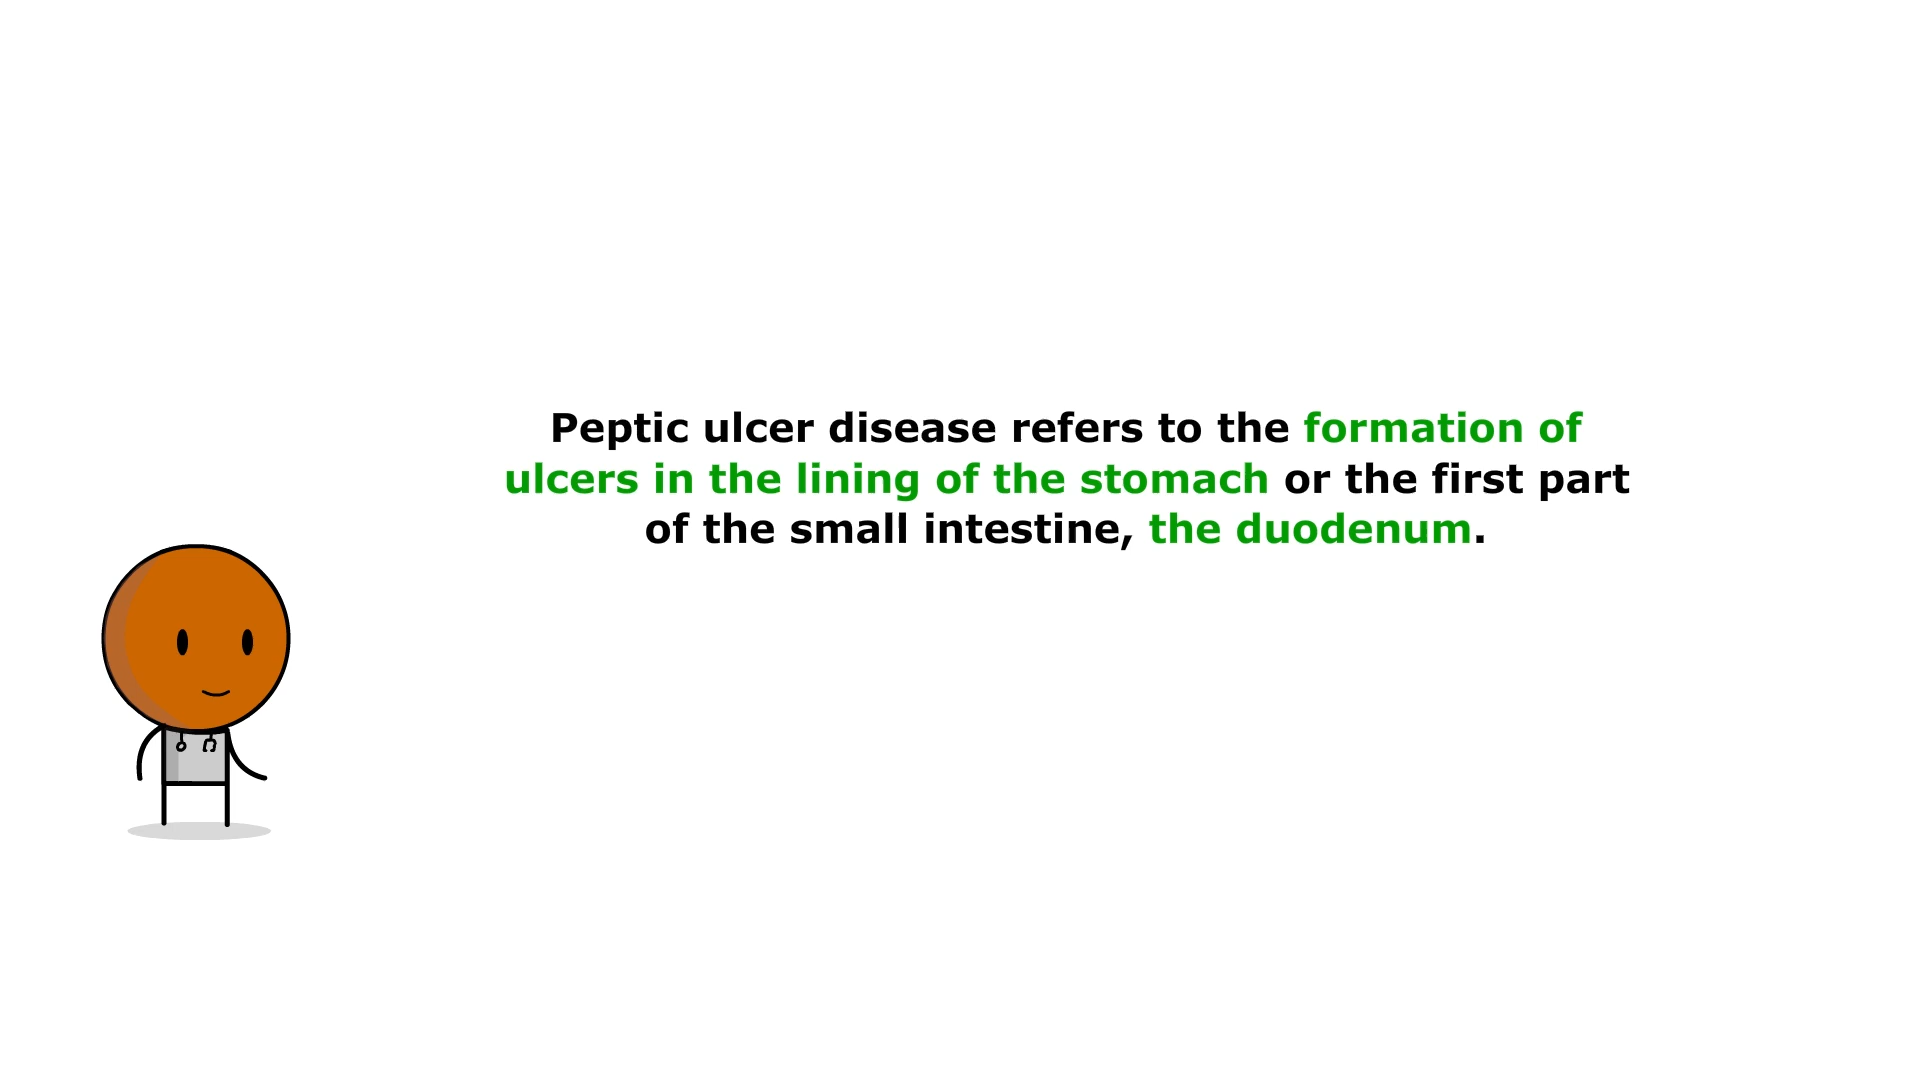 Peptic ulcer disease refers to the formation of
ulcers in the lining of the stomach or the first part
of the small intestine, the duodenum.